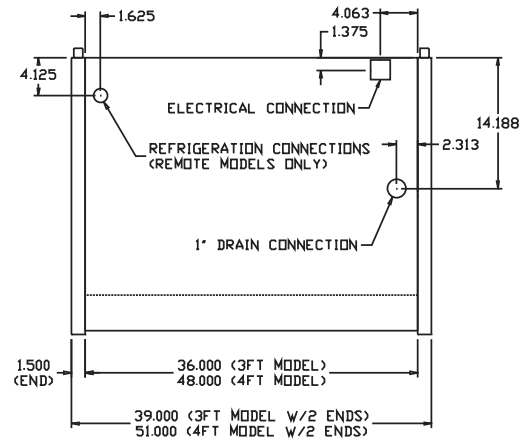 1.625
4.063
1.375
4.125
ELECTRICAL CONNECTION
14.188
REFRIGERATION CONNECTIONS
(REMOTE MODELS ONLY)
2.313
1" DRAIN CONNECTION
1.500
(END)
36.000 (3FT MODEL)
48.000 (4FT MODEL)
39.000 (3FT MODEL W/2 ENDS)
51.000 (4FT MODEL W/2 ENDS)